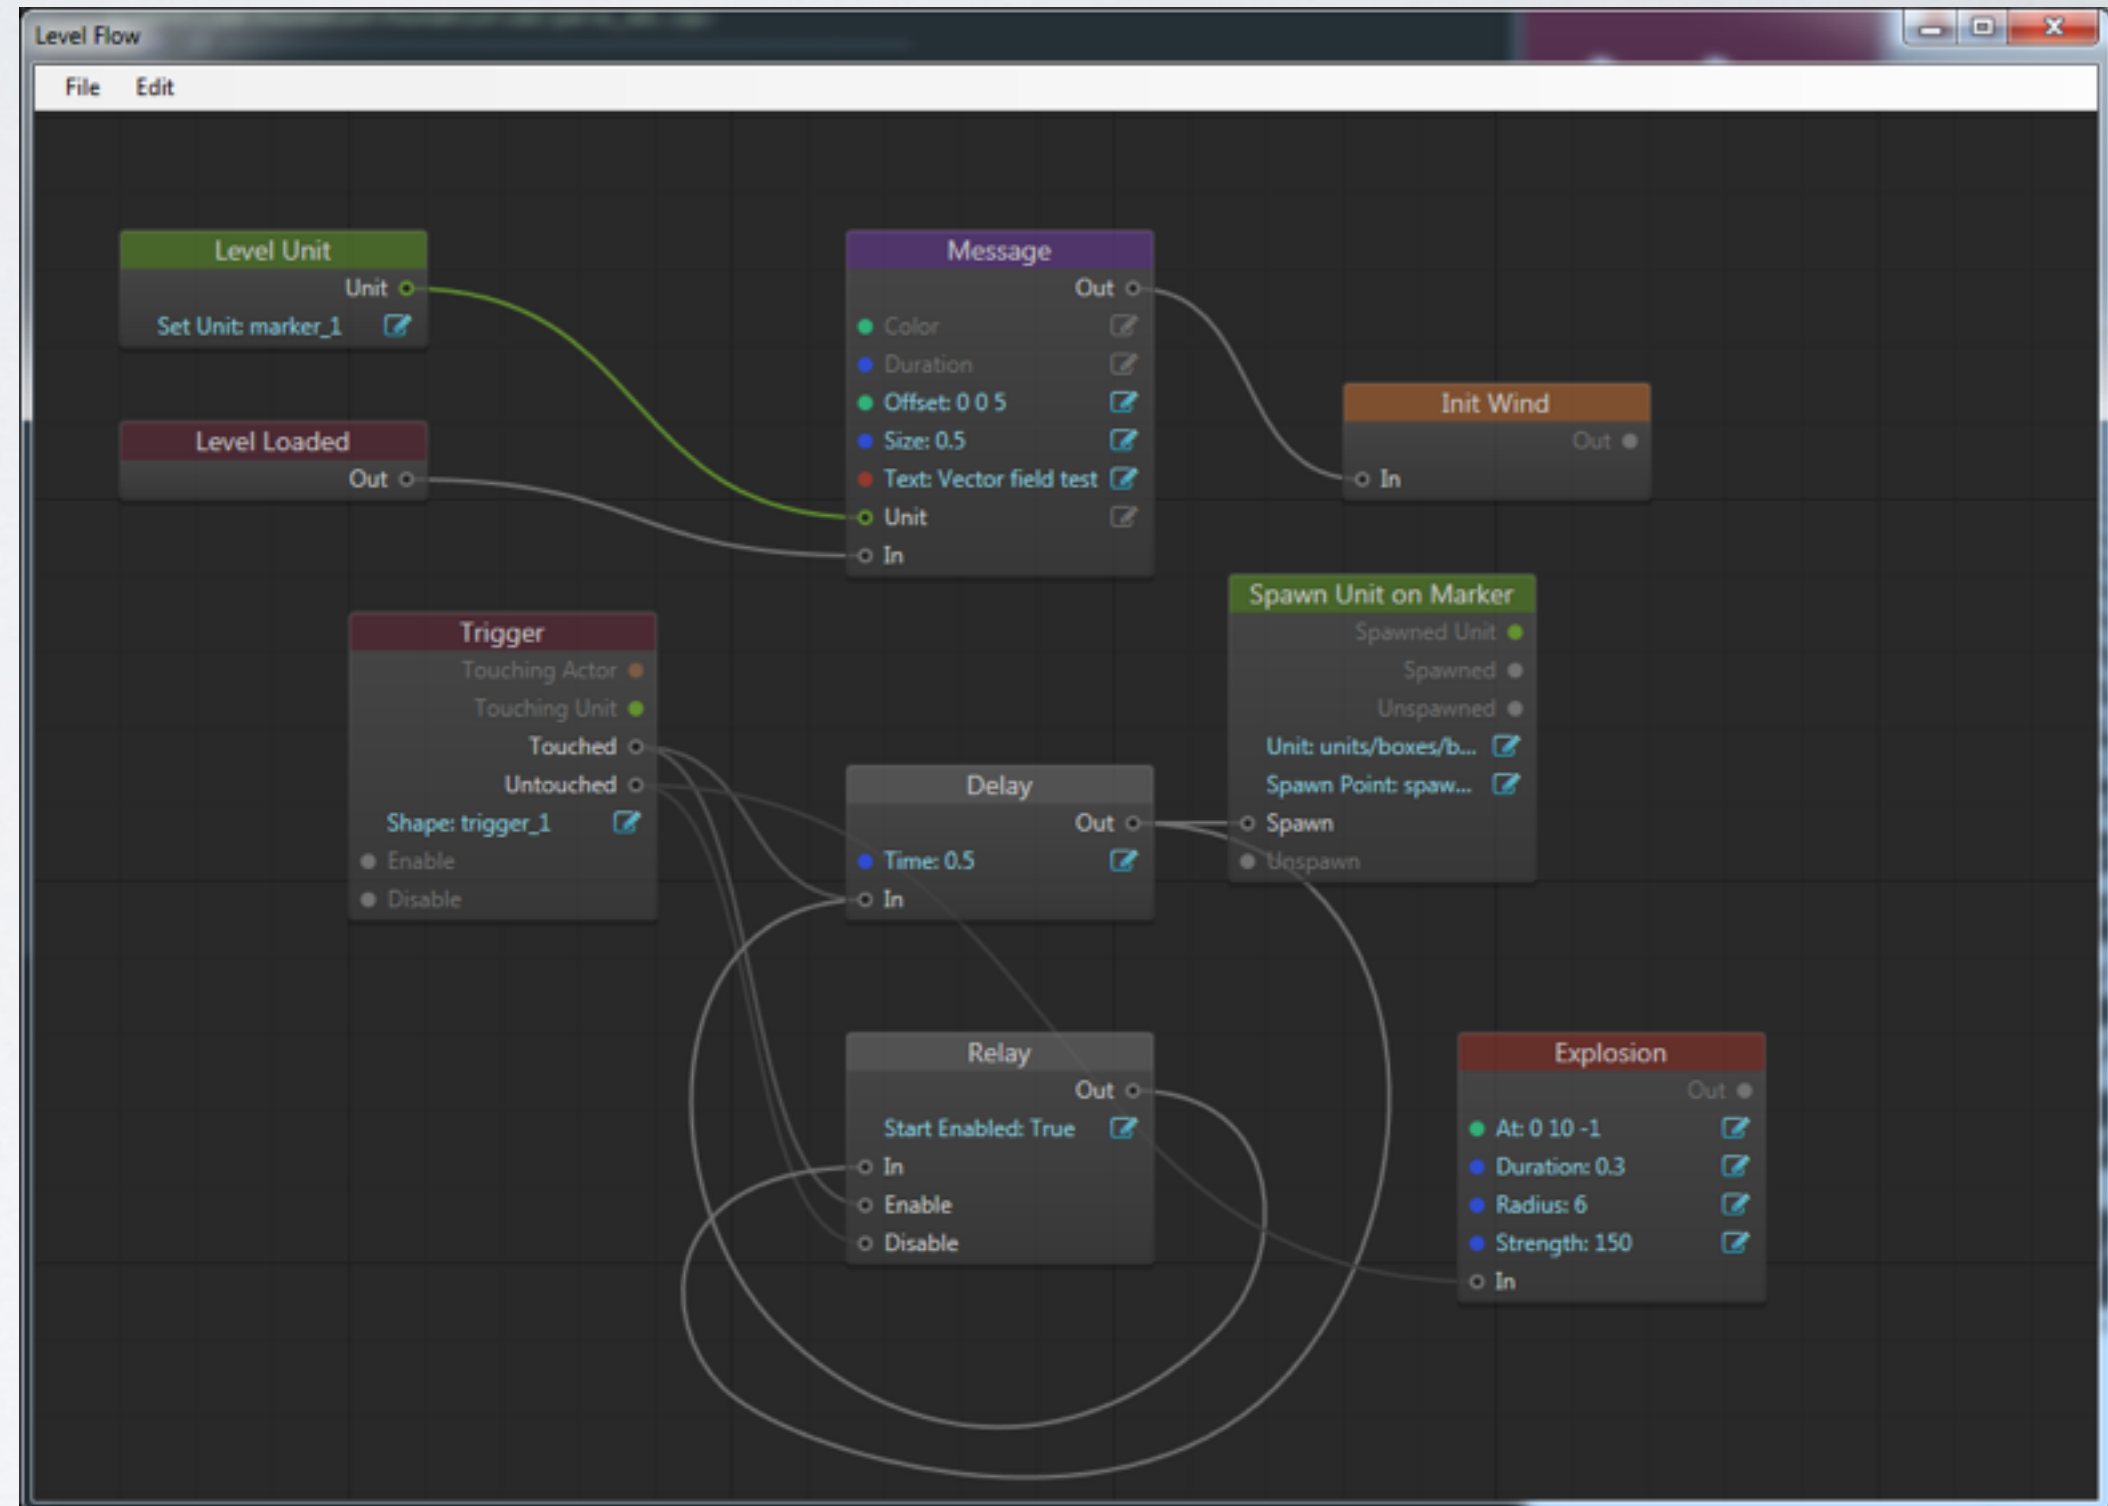 Level Flow
File Edit
Level Unit
Unit
Set Unit: marker_1
Level Loaded
Out
Message
Out
Color
Duration
Offset: 0 0 5
Size: 0.5
Text: Vector field test
Unit
In
Init Wind
Out
In
Trigger
Touching Actor
Touching Unit
Touched
Untouched
Shape: trigger_1
Enable
Disable
Delay
Out
Time: 0.5
In
Spawn Unit on Marker
Spawned Unit
Spawned
Unspawned
Unit: units/boxes/b...
Spawn Point: spaw...
Spawn
Unspawn
Relay
Out
Start Enabled: True
In
Enable
Disable
Explosion
Out
At: 0 10 -1
Duration: 0.3
Radius: 6
Strength: 150
In